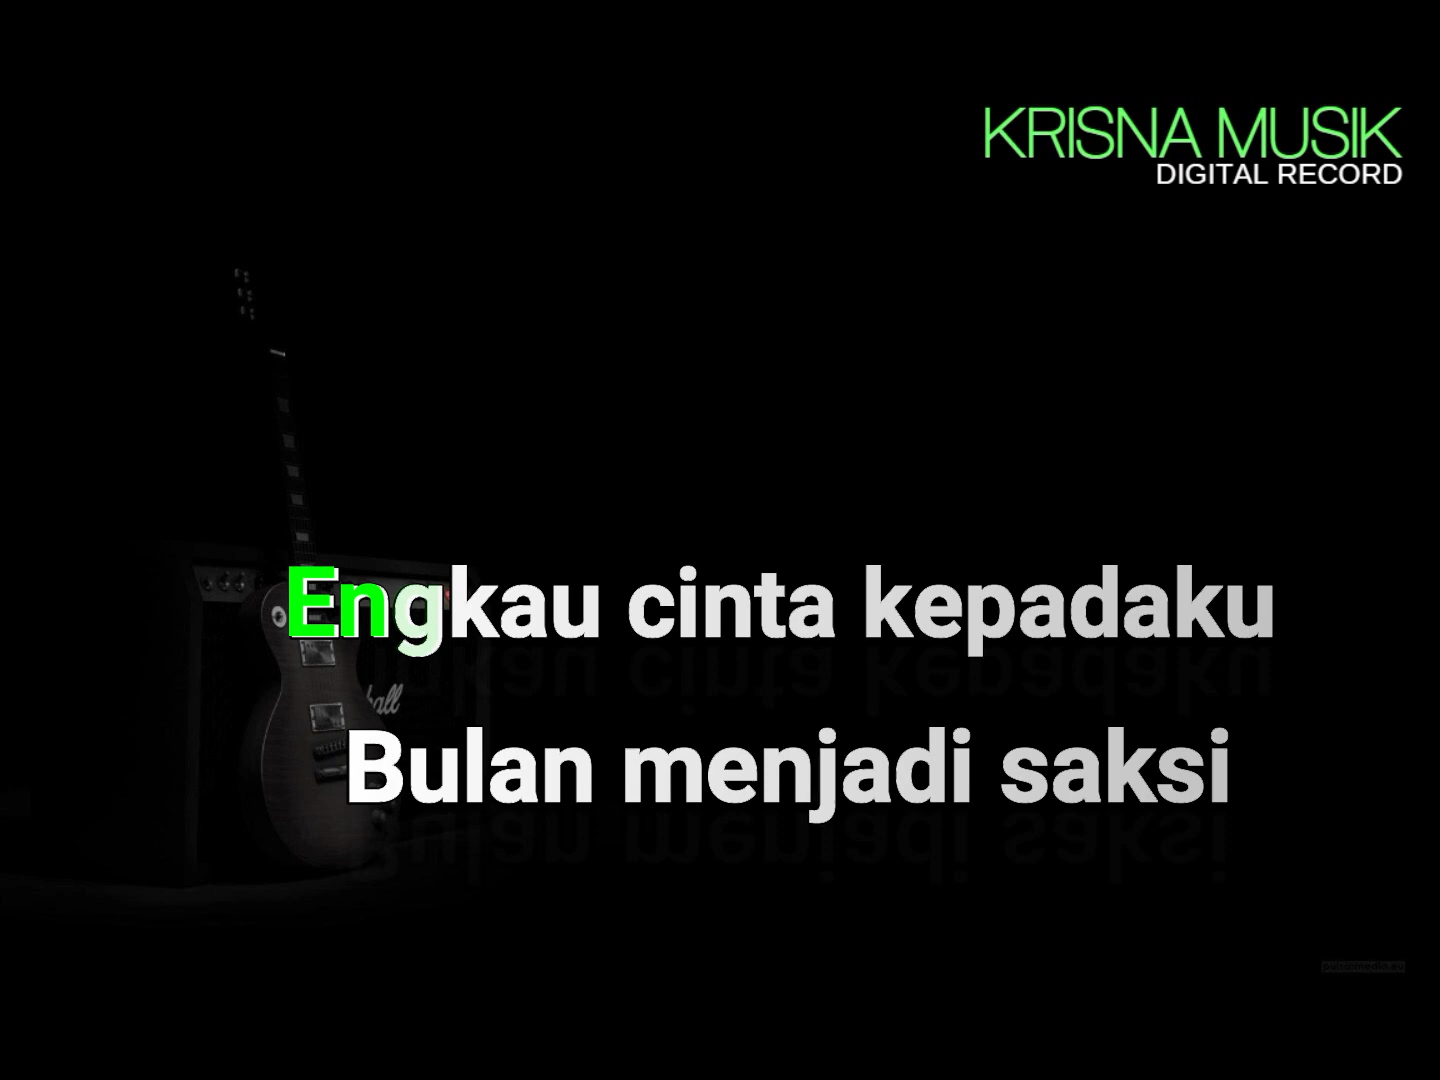 KRISNA MUSIK
DIGITAL RECORD
Engkau cinta kepadaku
Bulan menjadi saksi